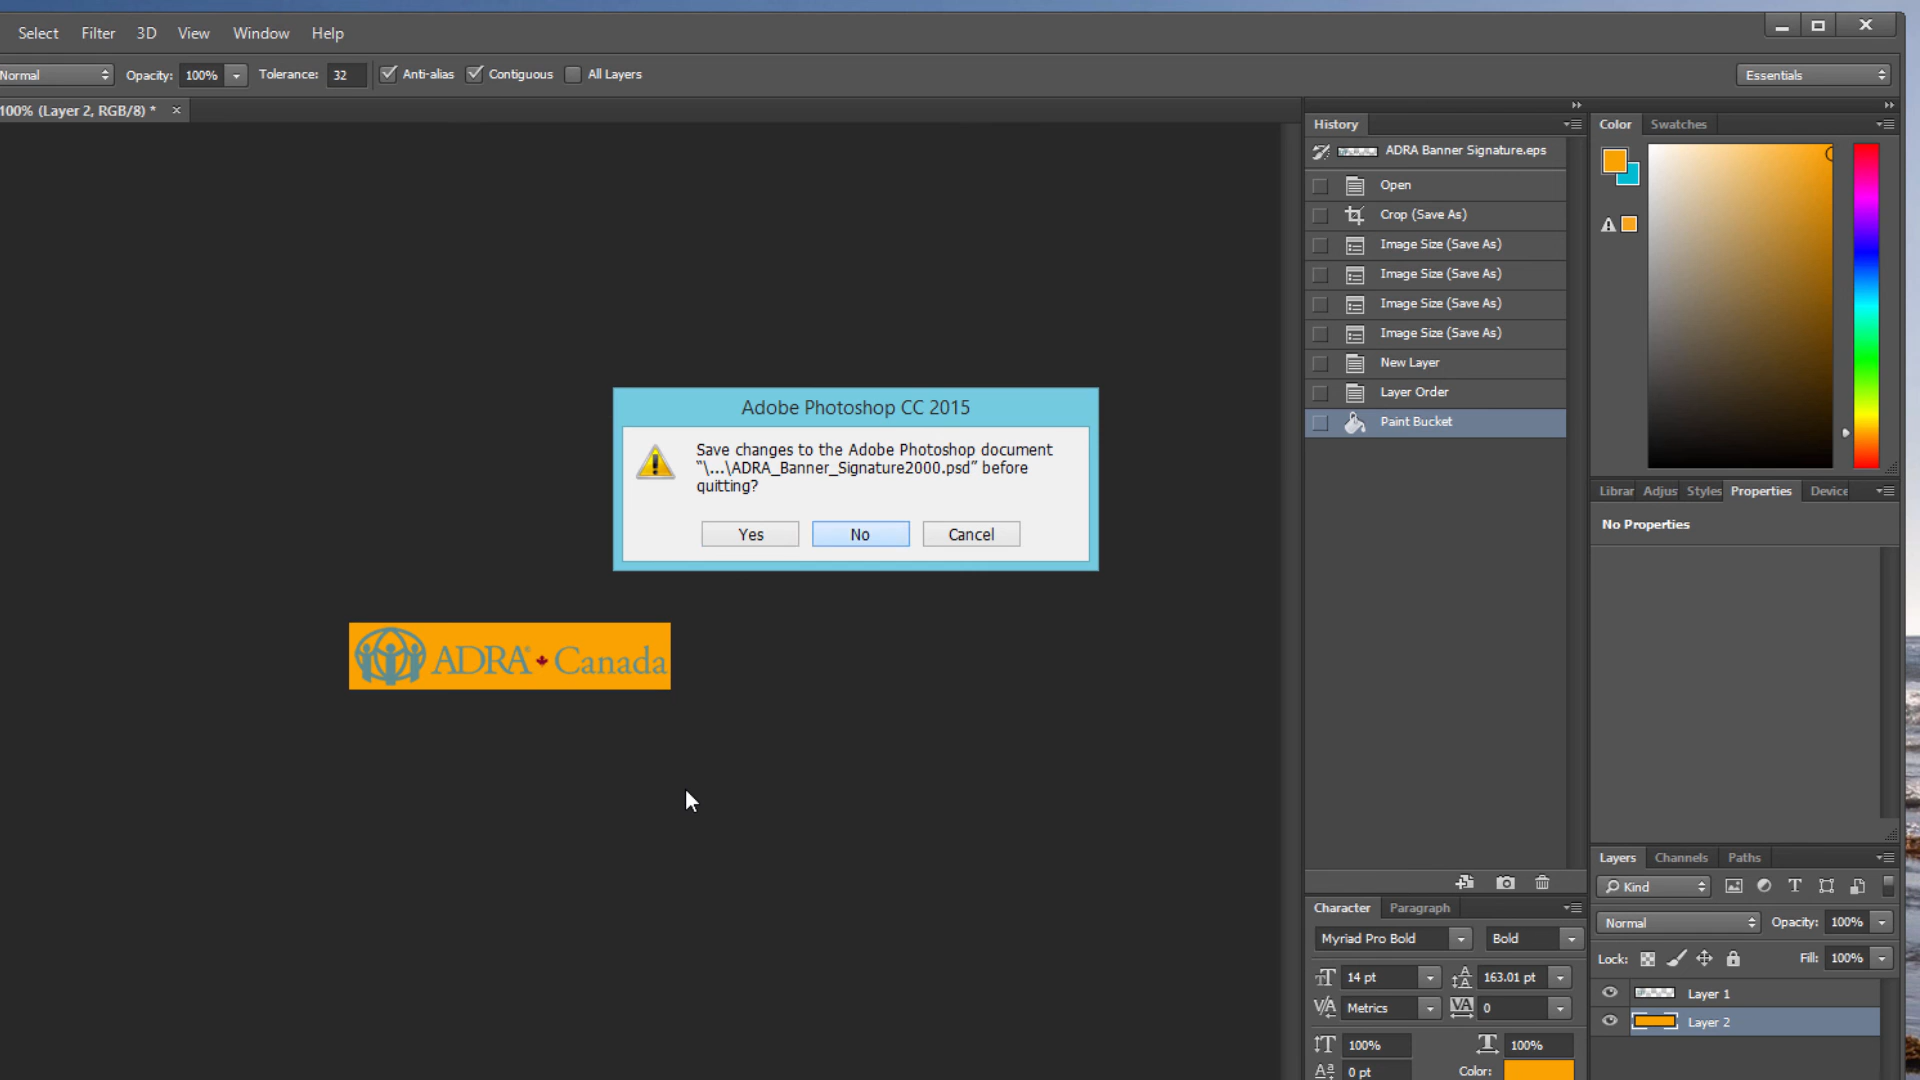 Select Filter 3D View Window Help
Normal Opacity: 100% Tolerance: 32 Anti-alias Contiguous All Layers Essentials
100% (Layer 2, RGB/8) *
History
ADRA Banner Signature.eps
Open
Crop (Save As)
Image Size (Save As)
Image Size (Save As)
Image Size (Save As)
Image Size (Save As)
New Layer
Layer Order
Paint Bucket
Color Swatches
Adobe Photoshop CC 2015
Save changes to the Adobe Photoshop document
“\...\ADRA_Banner_Signature2000.psd” before
quitting?
Yes No Cancel
ADRA® Canada
Librar Adjus Styles Properties Device
No Properties
Character Paragraph
Myriad Pro Bold Bold
14 pt 163.01 pt
Metrics 0
100% 100%
0 pt Color:
Layers Channels Paths
Kind
Normal Opacity: 100%
Lock: Fill: 100%
Layer 1
Layer 2